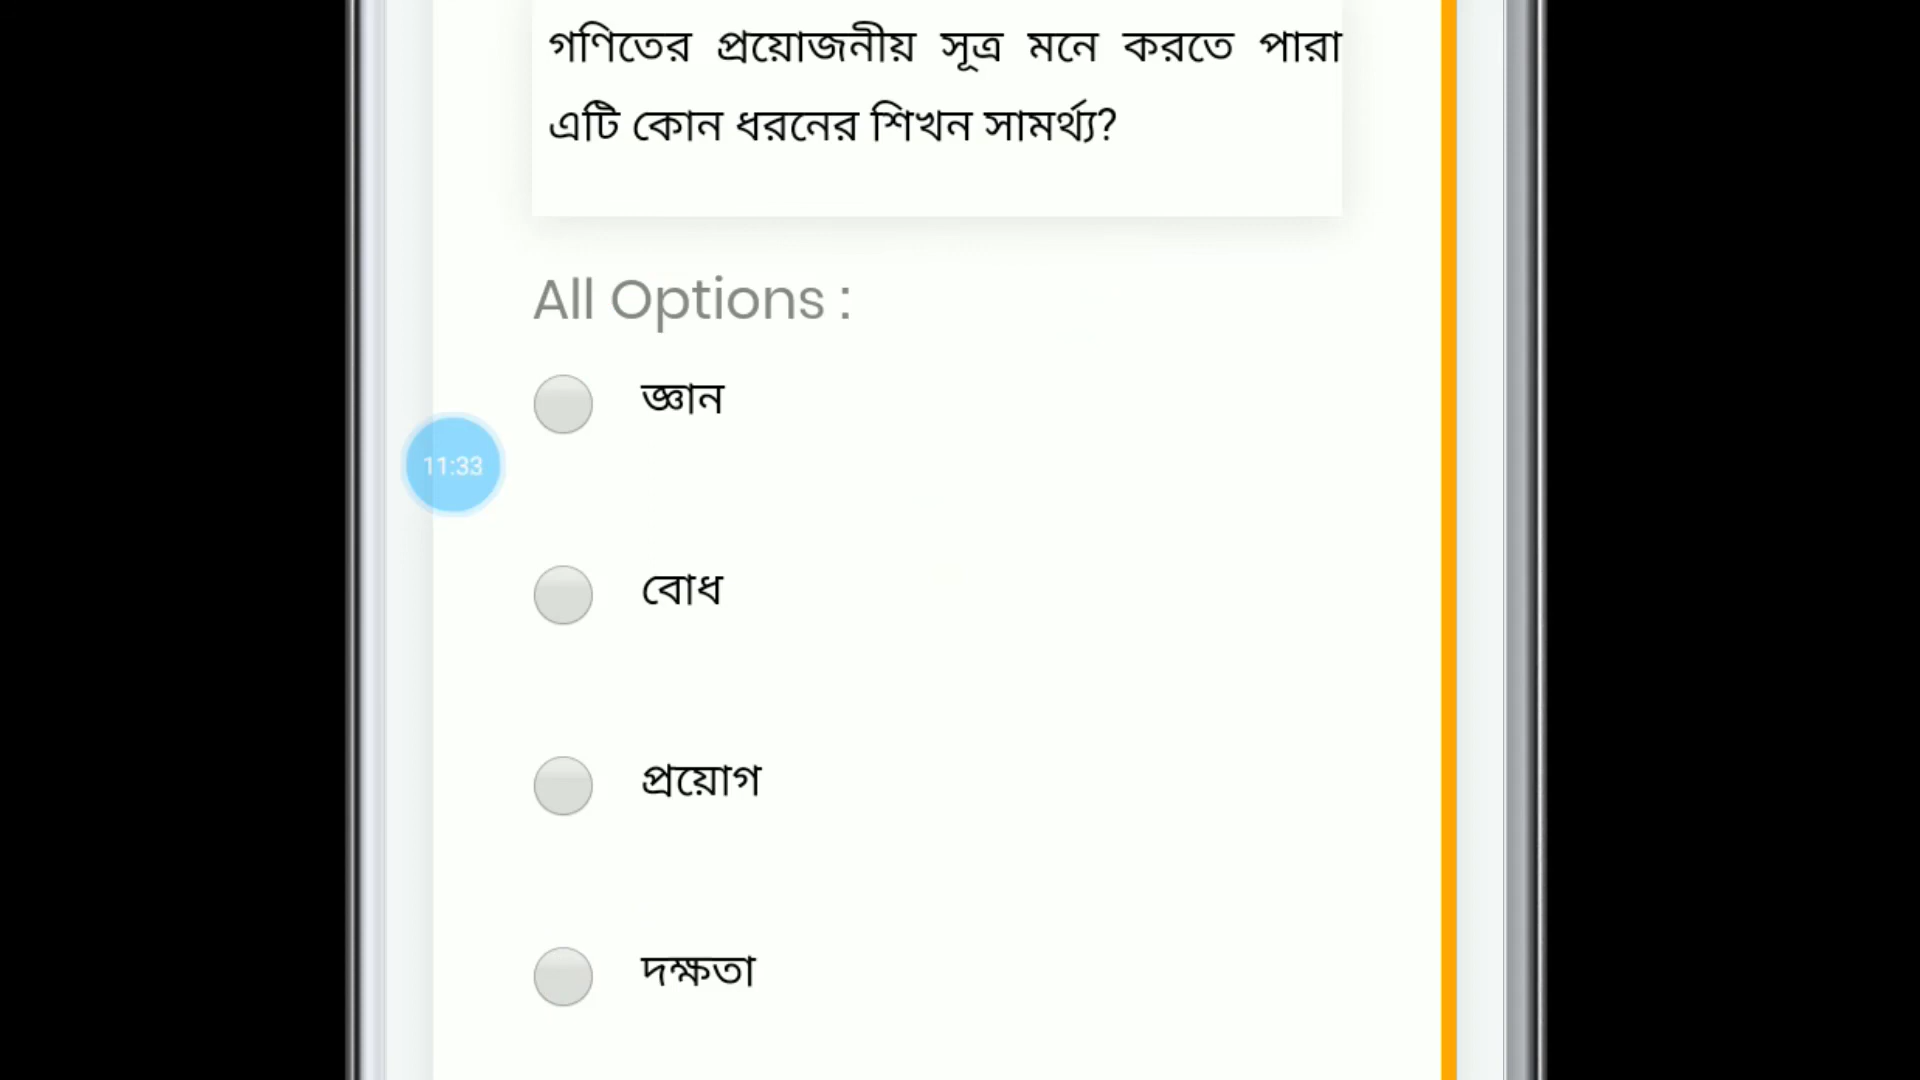 গণিতের প্রয়োজনীয় সূত্র মনে করতে পারা
এটি কোন ধরনের শিখন সামর্থ্য?
All Options :
জ্ঞান
11:33
বোধ
প্রয়োগ
দক্ষতা